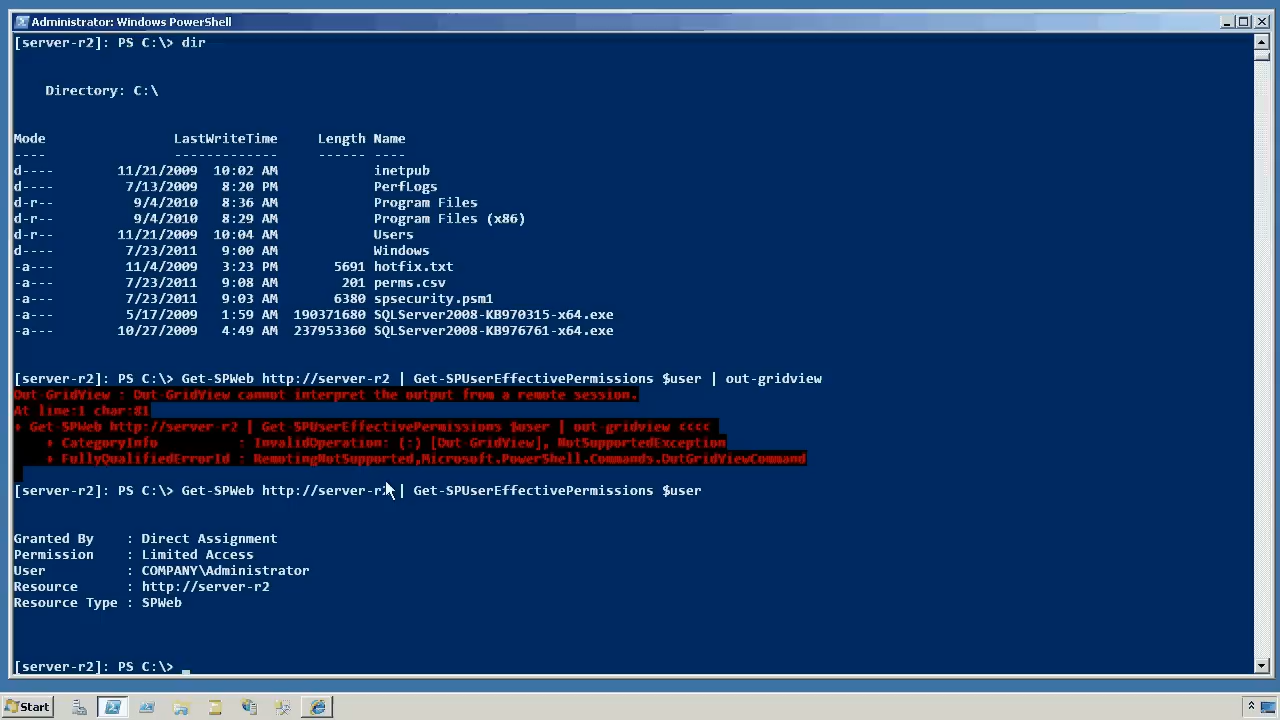 Administrator: Windows PowerShell
[server-r2]: PS C:\> dir
Directory: C:\
Mode LastWriteTime Length Name
---- ------------- ------ ----
d---- 11/21/2009 10:02 AM inetpub
d---- 7/13/2009 8:20 PM PerfLogs
d-r-- 9/4/2010 8:36 AM Program Files
d-r-- 9/4/2010 8:29 AM Program Files (x86)
d-r-- 11/21/2009 10:04 AM Users
d---- 7/23/2011 9:00 AM Windows
-a--- 11/4/2009 3:23 PM 5691 hotfix.txt
-a--- 7/23/2011 9:08 AM 201 perms.csv
-a--- 7/23/2011 9:03 AM 6380 spsecurity.psm1
-a--- 5/17/2009 1:59 AM 190371680 SQLServer2008-KB970315-x64.exe
-a--- 10/27/2009 4:49 AM 237953360 SQLServer2008-KB976761-x64.exe
[server-r2]: PS C:\> Get-SPWeb http://server-r2 | Get-SPUserEffectivePermissions $user | out-gridview
Out-GridView : Out-GridView cannot interpret the output from a remote session.
At line:1 char:81
+ Get-SPWeb http://server-r2 | Get-SPUserEffectivePermissions $user | out-gridview <<<<
+ CategoryInfo : InvalidOperation: (:) [Out-GridView], NotSupportedException
+ FullyQualifiedErrorId : RemotingNotSupported,Microsoft.PowerShell.Commands.OutGridViewCommand
[server-r2]: PS C:\> Get-SPWeb http://server-r2 | Get-SPUserEffectivePermissions $user
Granted By : Direct Assignment
Permission : Limited Access
User : COMPANY\Administrator
Resource : http://server-r2
Resource Type : SPWeb
[server-r2]: PS C:\> _
Start